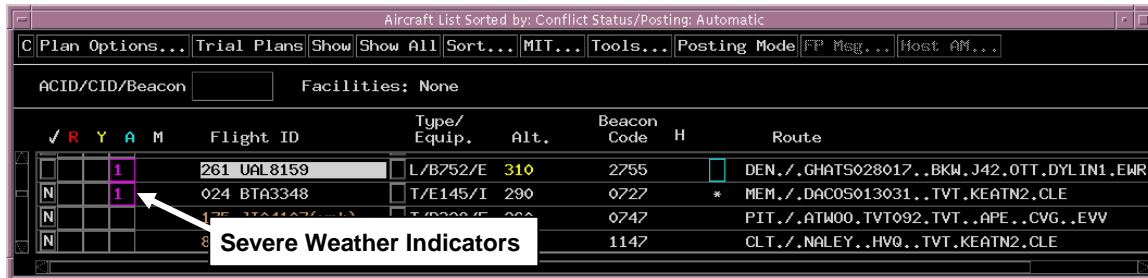 Aircraft List Sorted by: Conflict Status/Posting: Automatic
C Plan Options... Trial Plans Show Show All Sort... MIT... Tools... Posting Mode FP Msg... Host AM...
ACID/CID/Beacon Facilities: None
Type/ Beacon
✓ R Y A M Flight ID Equip. Alt. Code H Route
1 261 UAL8159 L/B752/E 310 2755 DEN./.GHATS028017..BKW.J42.OTT.DYLIN1.EWR
N 1 024 BTA3348 T/E145/I 290 0727 * MEM./.DACOS013031..TVT.KEATN2.CLE
N 0747 PIT./.ATWOO.TVT092.TVT..APE..CVG..EVV
N 8 1147 CLT./.NALEY..HVQ..TVT.KEATN2.CLE
Severe Weather Indicators